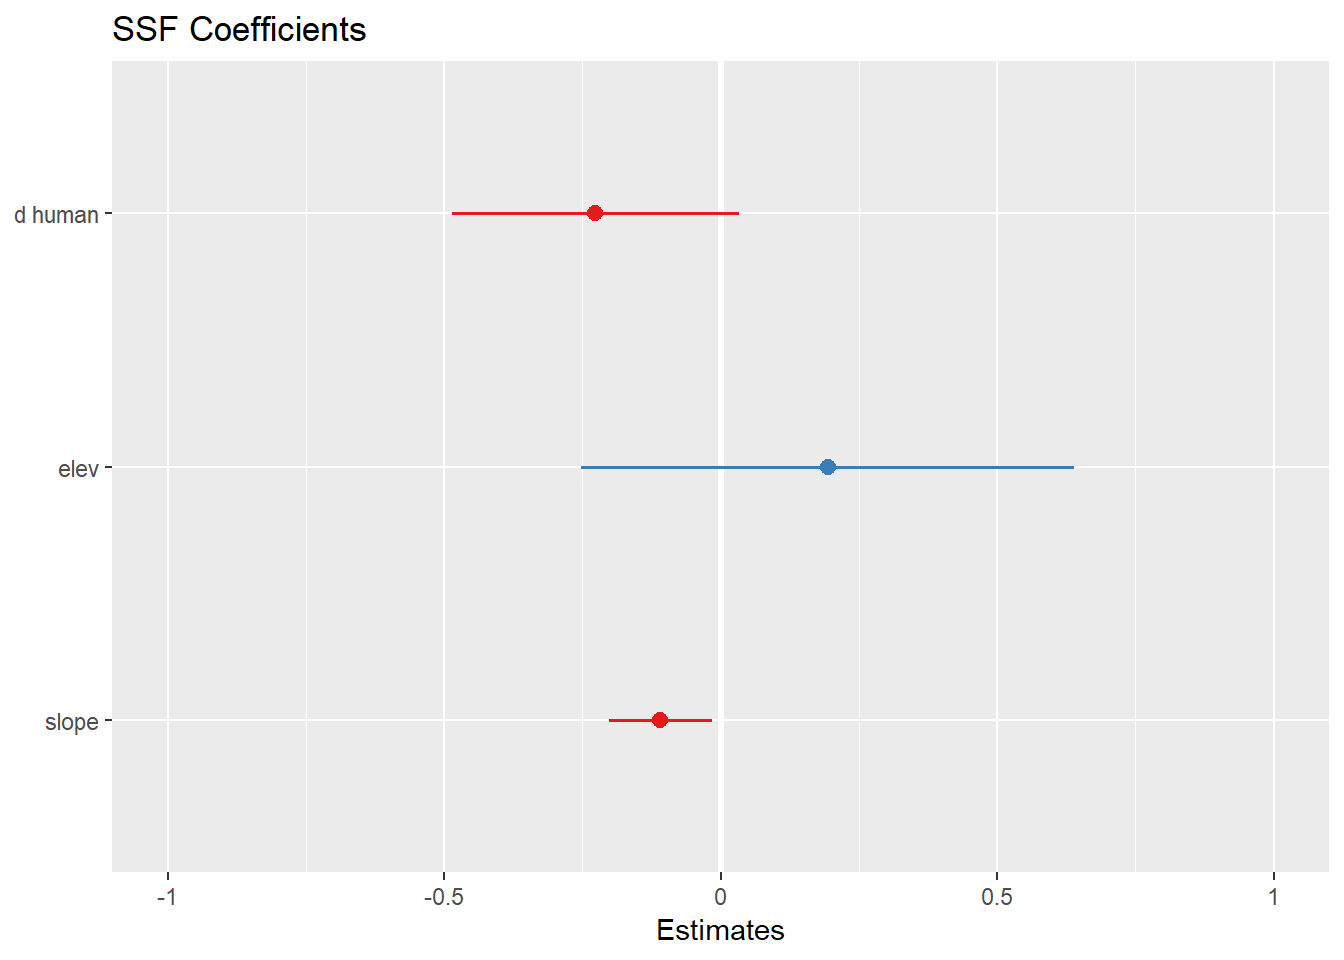 SSF Coefficients
d human
elev
slope
-1 -0.5 0 0.5 1
Estimates